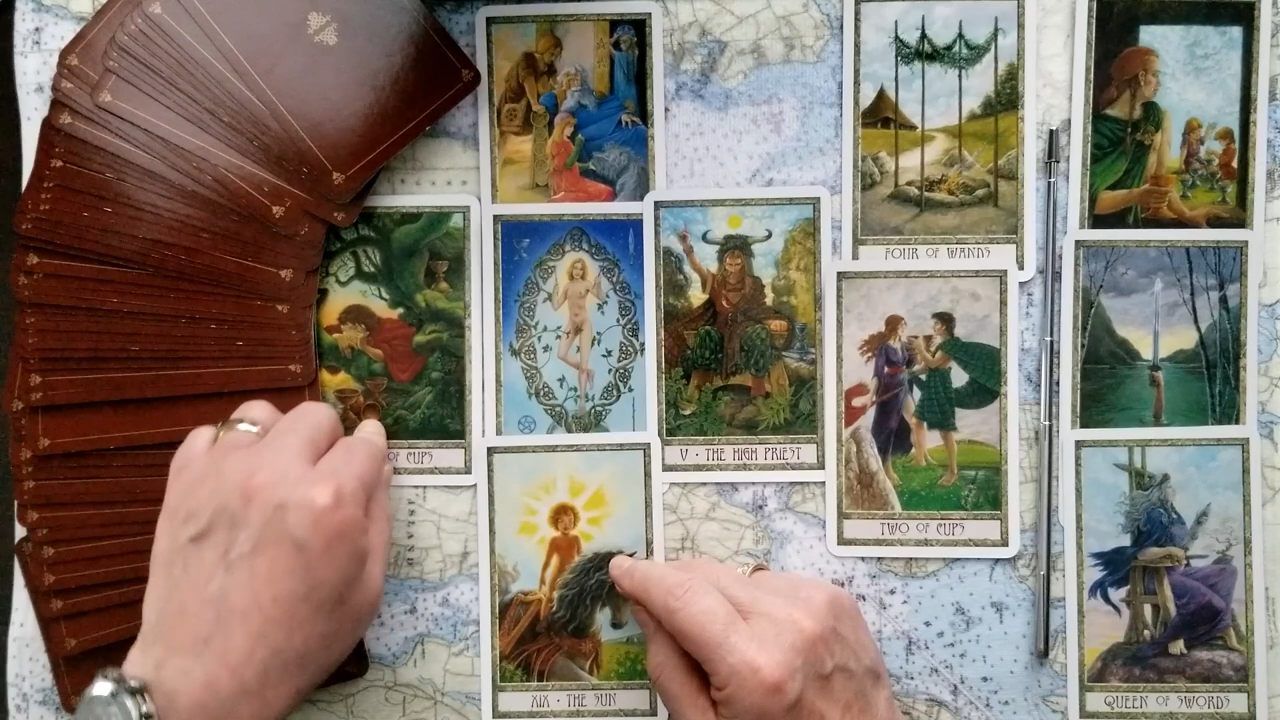 FOUR OF WANDS
OF CUPS
V • THE HIGH PRIEST
TWO OF CUPS
ISLAND
XIX • THE SUN
QUEEN OF SWORDS